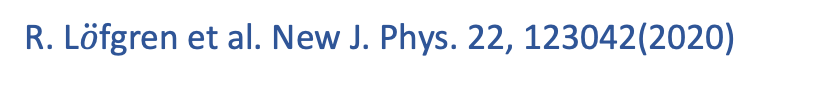 R. Löfgren et al. New J. Phys. 22, 123042(2020)